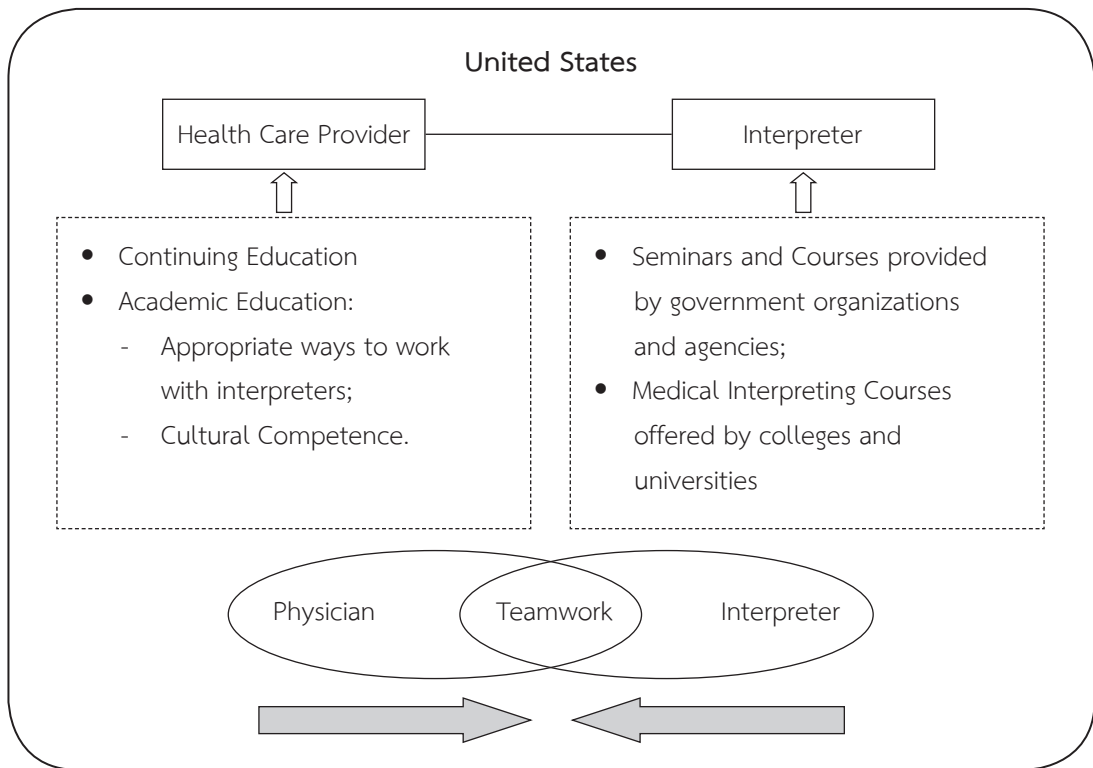 United States
Health Care Provider
Interpreter
• Continuing Education
• Academic Education:
- Appropriate ways to work
with interpreters;
- Cultural Competence.
• Seminars and Courses provided
by government organizations
and agencies;
• Medical Interpreting Courses
offered by colleges and
universities
Physician
Teamwork
Interpreter